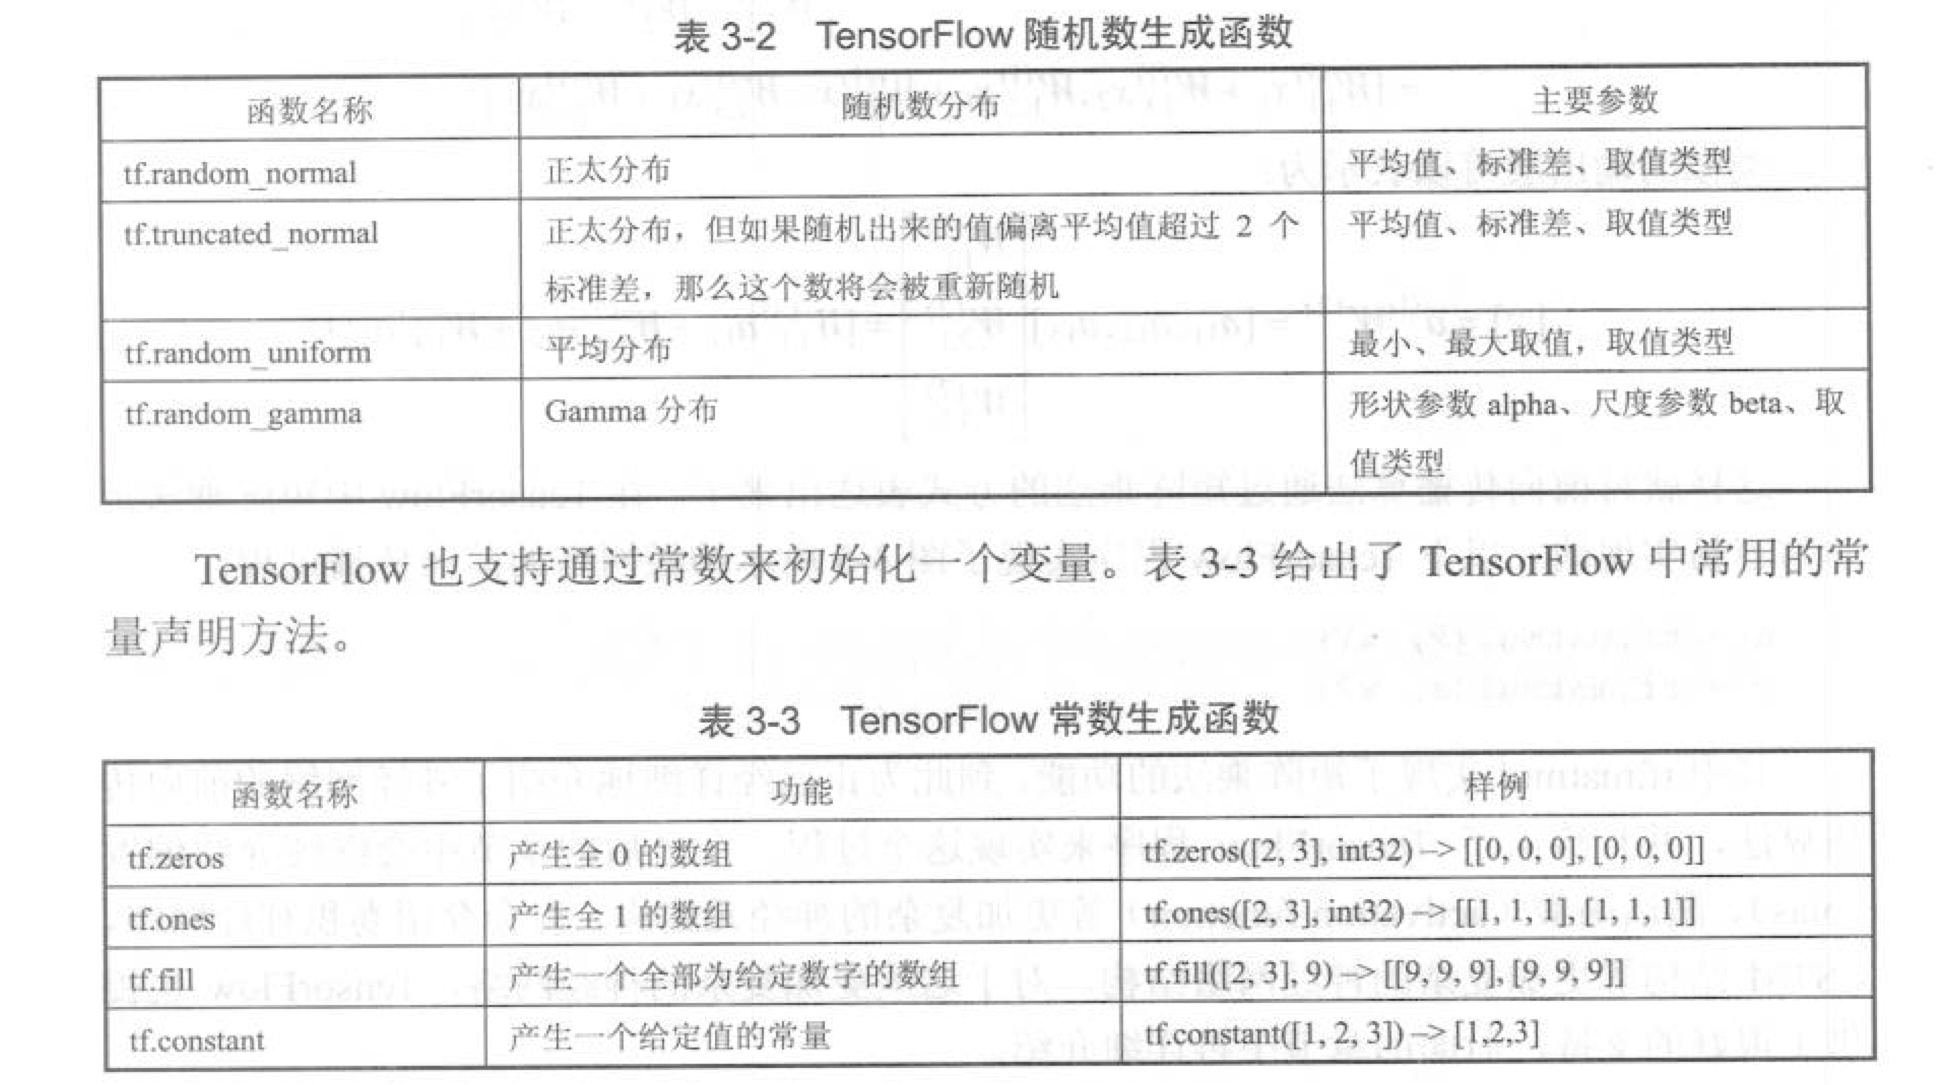 表 3-2 TensorFlow 随机数生成函数
函数名称 随机数分布 主要参数
tf.random_normal 正太分布 平均值、标准差、取值类型
tf.truncated_normal 正太分布，但如果随机出来的值偏离平均值超过 2 个 平均值、标准差、取值类型
标准差，那么这个数将会被重新随机
tf.random_uniform 平均分布 最小、最大取值，取值类型
tf.random_gamma Gamma 分布 形状参数 alpha、尺度参数 beta、取
值类型
TensorFlow 也支持通过常数来初始化一个变量。表 3-3 给出了 TensorFlow 中常用的常
量声明方法。
表 3-3 TensorFlow 常数生成函数
函数名称 功能 样例
tf.zeros 产生全 0 的数组 tf.zeros([2, 3], int32) -> [[0, 0, 0], [0, 0, 0]]
tf.ones 产生全 1 的数组 tf.ones([2, 3], int32) -> [[1, 1, 1], [1, 1, 1]]
tf.fill 产生一个全部为给定数字的数组 tf.fill([2, 3], 9) -> [[9, 9, 9], [9, 9, 9]]
tf.constant 产生一个给定值的常量 tf.constant([1, 2, 3]) -> [1,2,3]